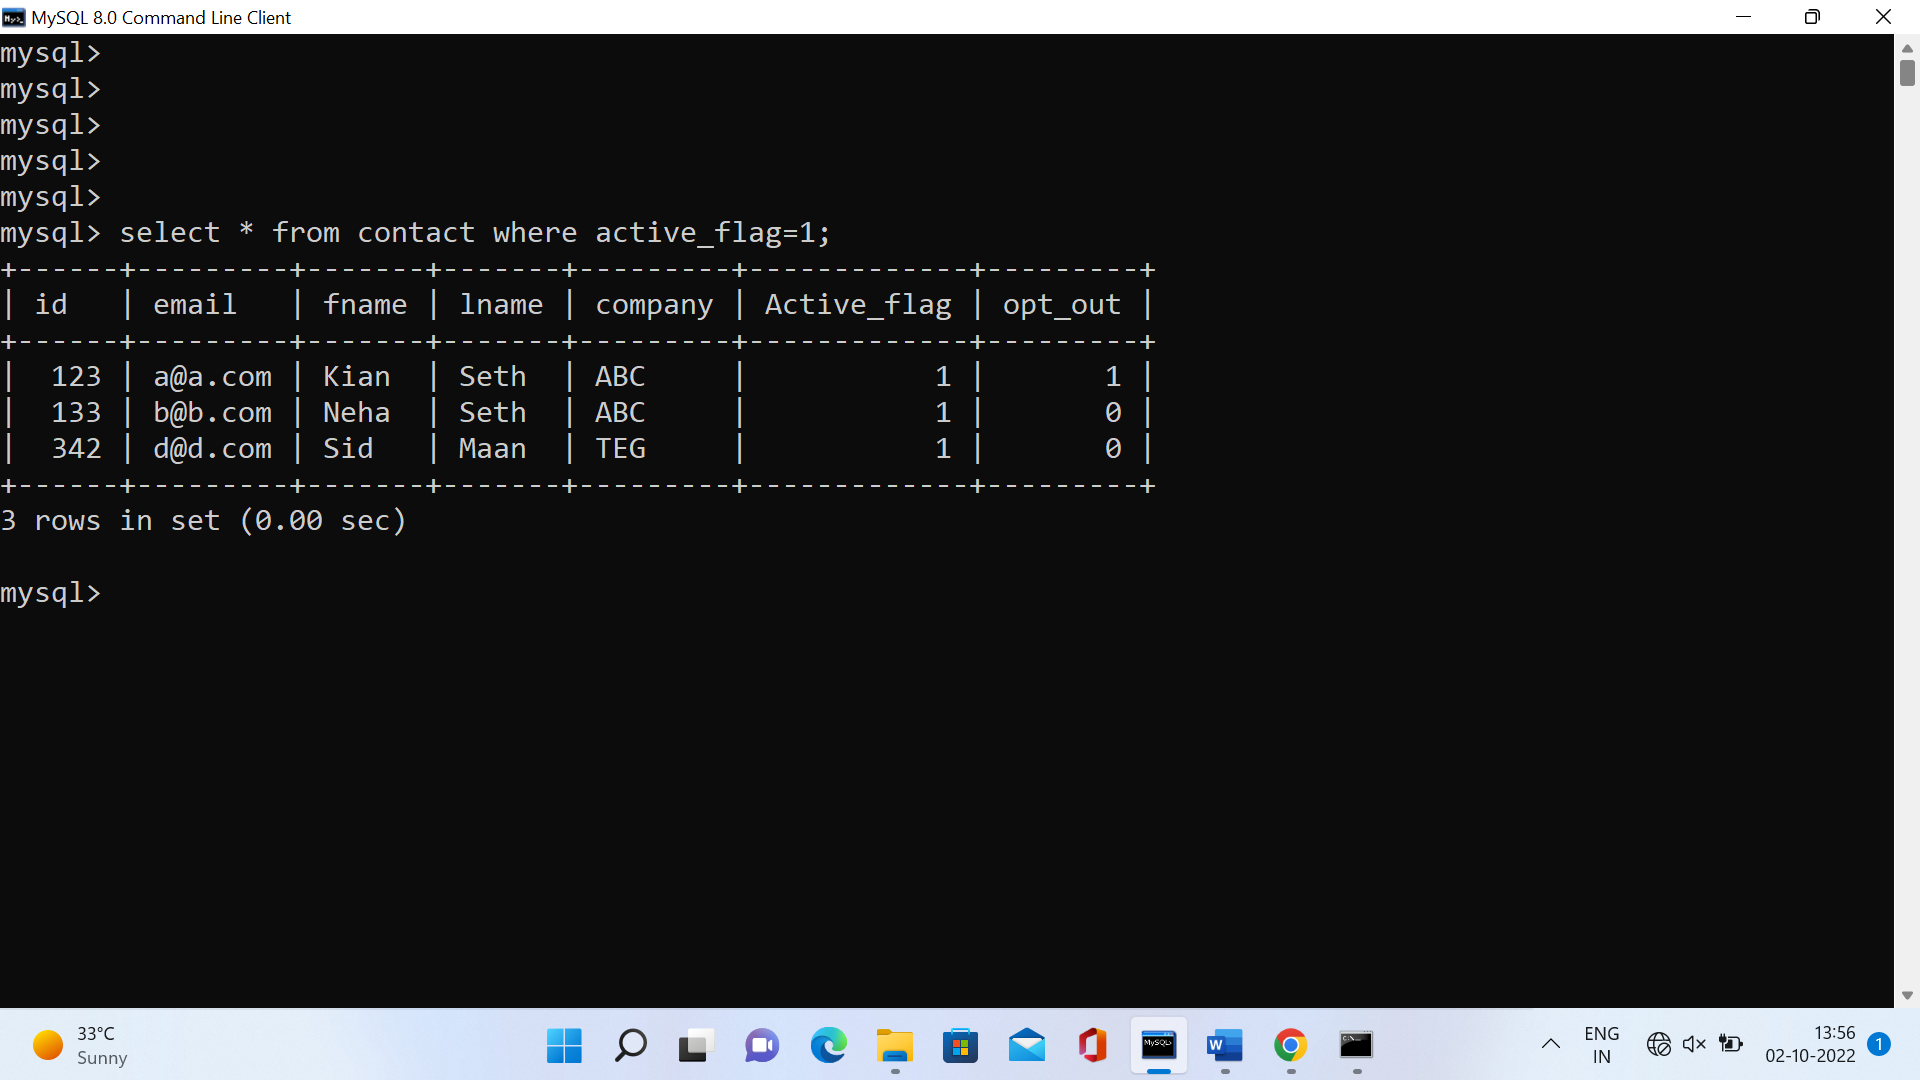 MySQL 8.0 Command Line Client
mysql>
mysql>
mysql>
mysql>
mysql>
mysql> select * from contact where active_flag=1;
+------+---------+-------+-------+---------+-------------+---------+
| id   | email   | fname | lname | company | Active_flag | opt_out |
+------+---------+-------+-------+---------+-------------+---------+
|  123 | a@a.com | Kian  | Seth  | ABC     |           1 |       1 |
|  133 | b@b.com | Neha  | Seth  | ABC     |           1 |       0 |
|  342 | d@d.com | Sid   | Maan  | TEG     |           1 |       0 |
+------+---------+-------+-------+---------+-------------+---------+
3 rows in set (0.00 sec)
mysql>
33°C
Sunny
MySQL>
W
C:\_
ENG
IN
13:56
02-10-2022
1